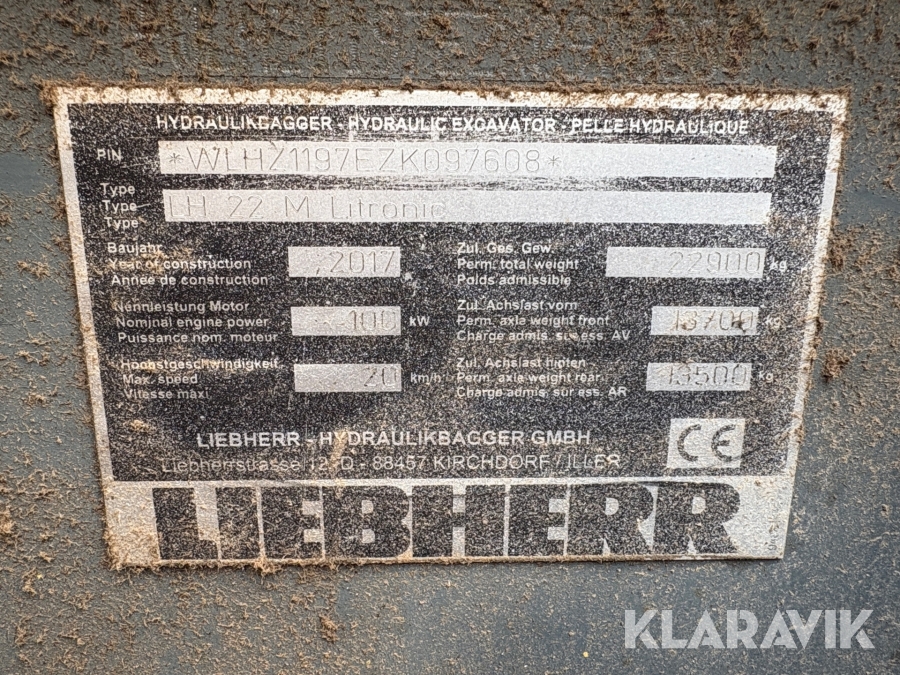 HYDRAULIKBAGGER - HYDRAULIC EXCAVATOR - PELLE HYDRAULIQUE
PIN *WLHZ1197EZK097608*
Type
Type LH 22 M Litronic
Type
Baujahr
Year of construction 2017
Annee de construction
Zul. Ges. Gew
Perm. total weight 22900 kg
Poids admissible
Nennleistung Motor
Nominal engine power 100 kW
Puissance nom. moteur
Zul. Achslast vorn
Perm. axle weight front 13700 kg
Charge admis. sur ess. AV
Hoechstgeschwindigkeit
Max. speed 20 km/h
Vitesse maxi
Zul. Achslast hinten
Perm. axle weight rear 13500 kg
Charge admis. sur ess. AR
LIEBHERR - HYDRAULIKBAGGER GMBH
CE
Liebherrstrasse 12, D - 88457 KIRCHDORF / ILLER
LIEBHERR
KLARAVIK